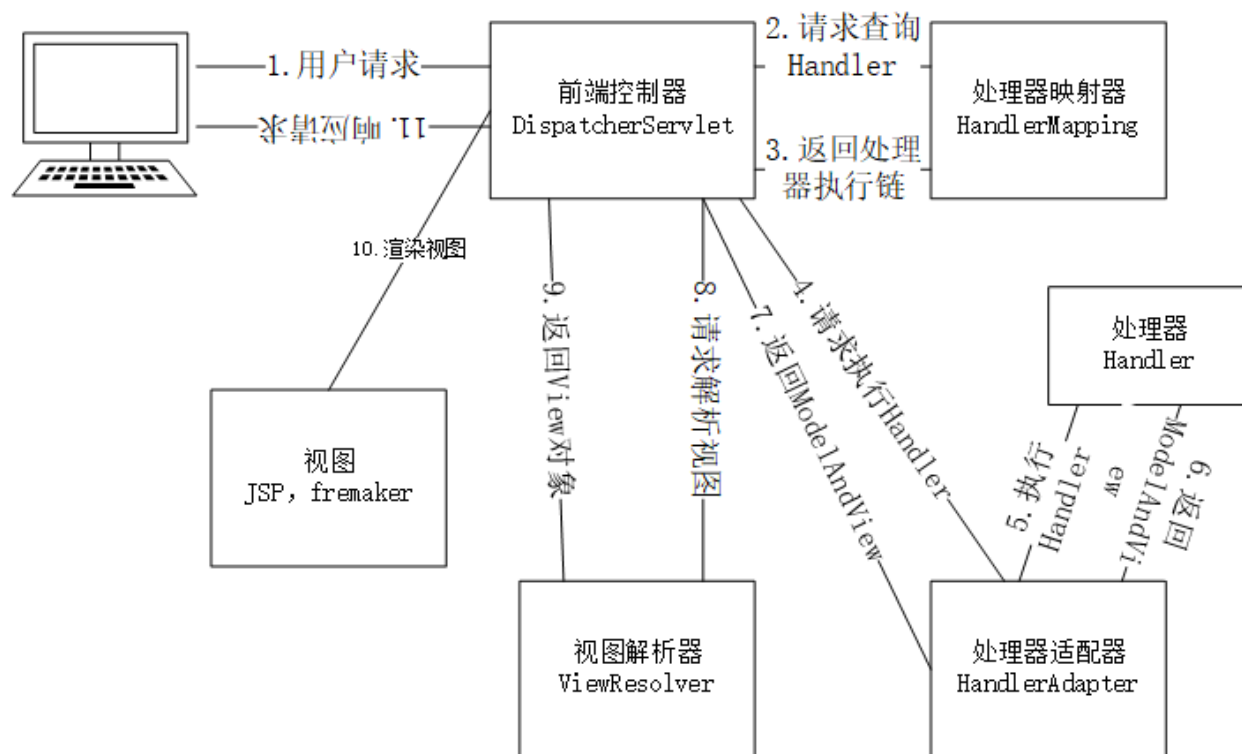 1.用户请求
11.响应请求
前端控制器
DispatcherServlet
2.请求查询
Handler
3.返回处理
器执行链
处理器映射器
HandlerMapping
10.渲染视图
9.返回View对象
8.请求解析视图
7.返回ModelAndView
4.请求执行Handler
处理器
Handler
5.执行
Handler
6.返回
ModelAndVi
ew
视图
JSP，fremaker
视图解析器
ViewResolver
处理器适配器
HandlerAdapter